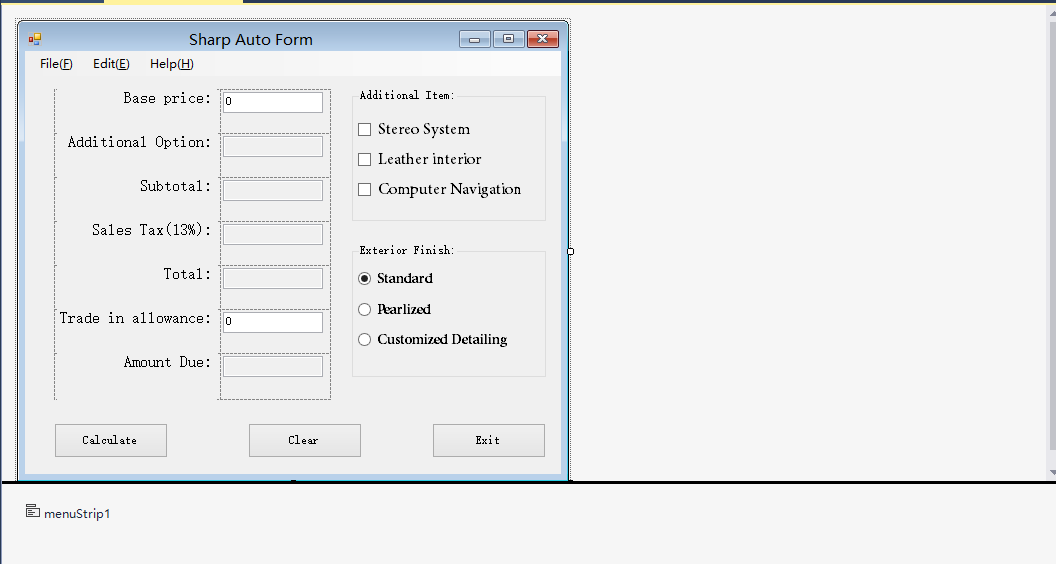 Sharp Auto Form
File(F) Edit(E) Help(H)
Base price: 0
Additional Option:
Subtotal:
Sales Tax(13%):
Total:
Trade in allowance: 0
Amount Due:
Additional Item:
Stereo System
Leather interior
Computer Navigation
Exterior Finish:
Standard
Pearlized
Customized Detailing
Calculate Clear Exit
menuStrip1